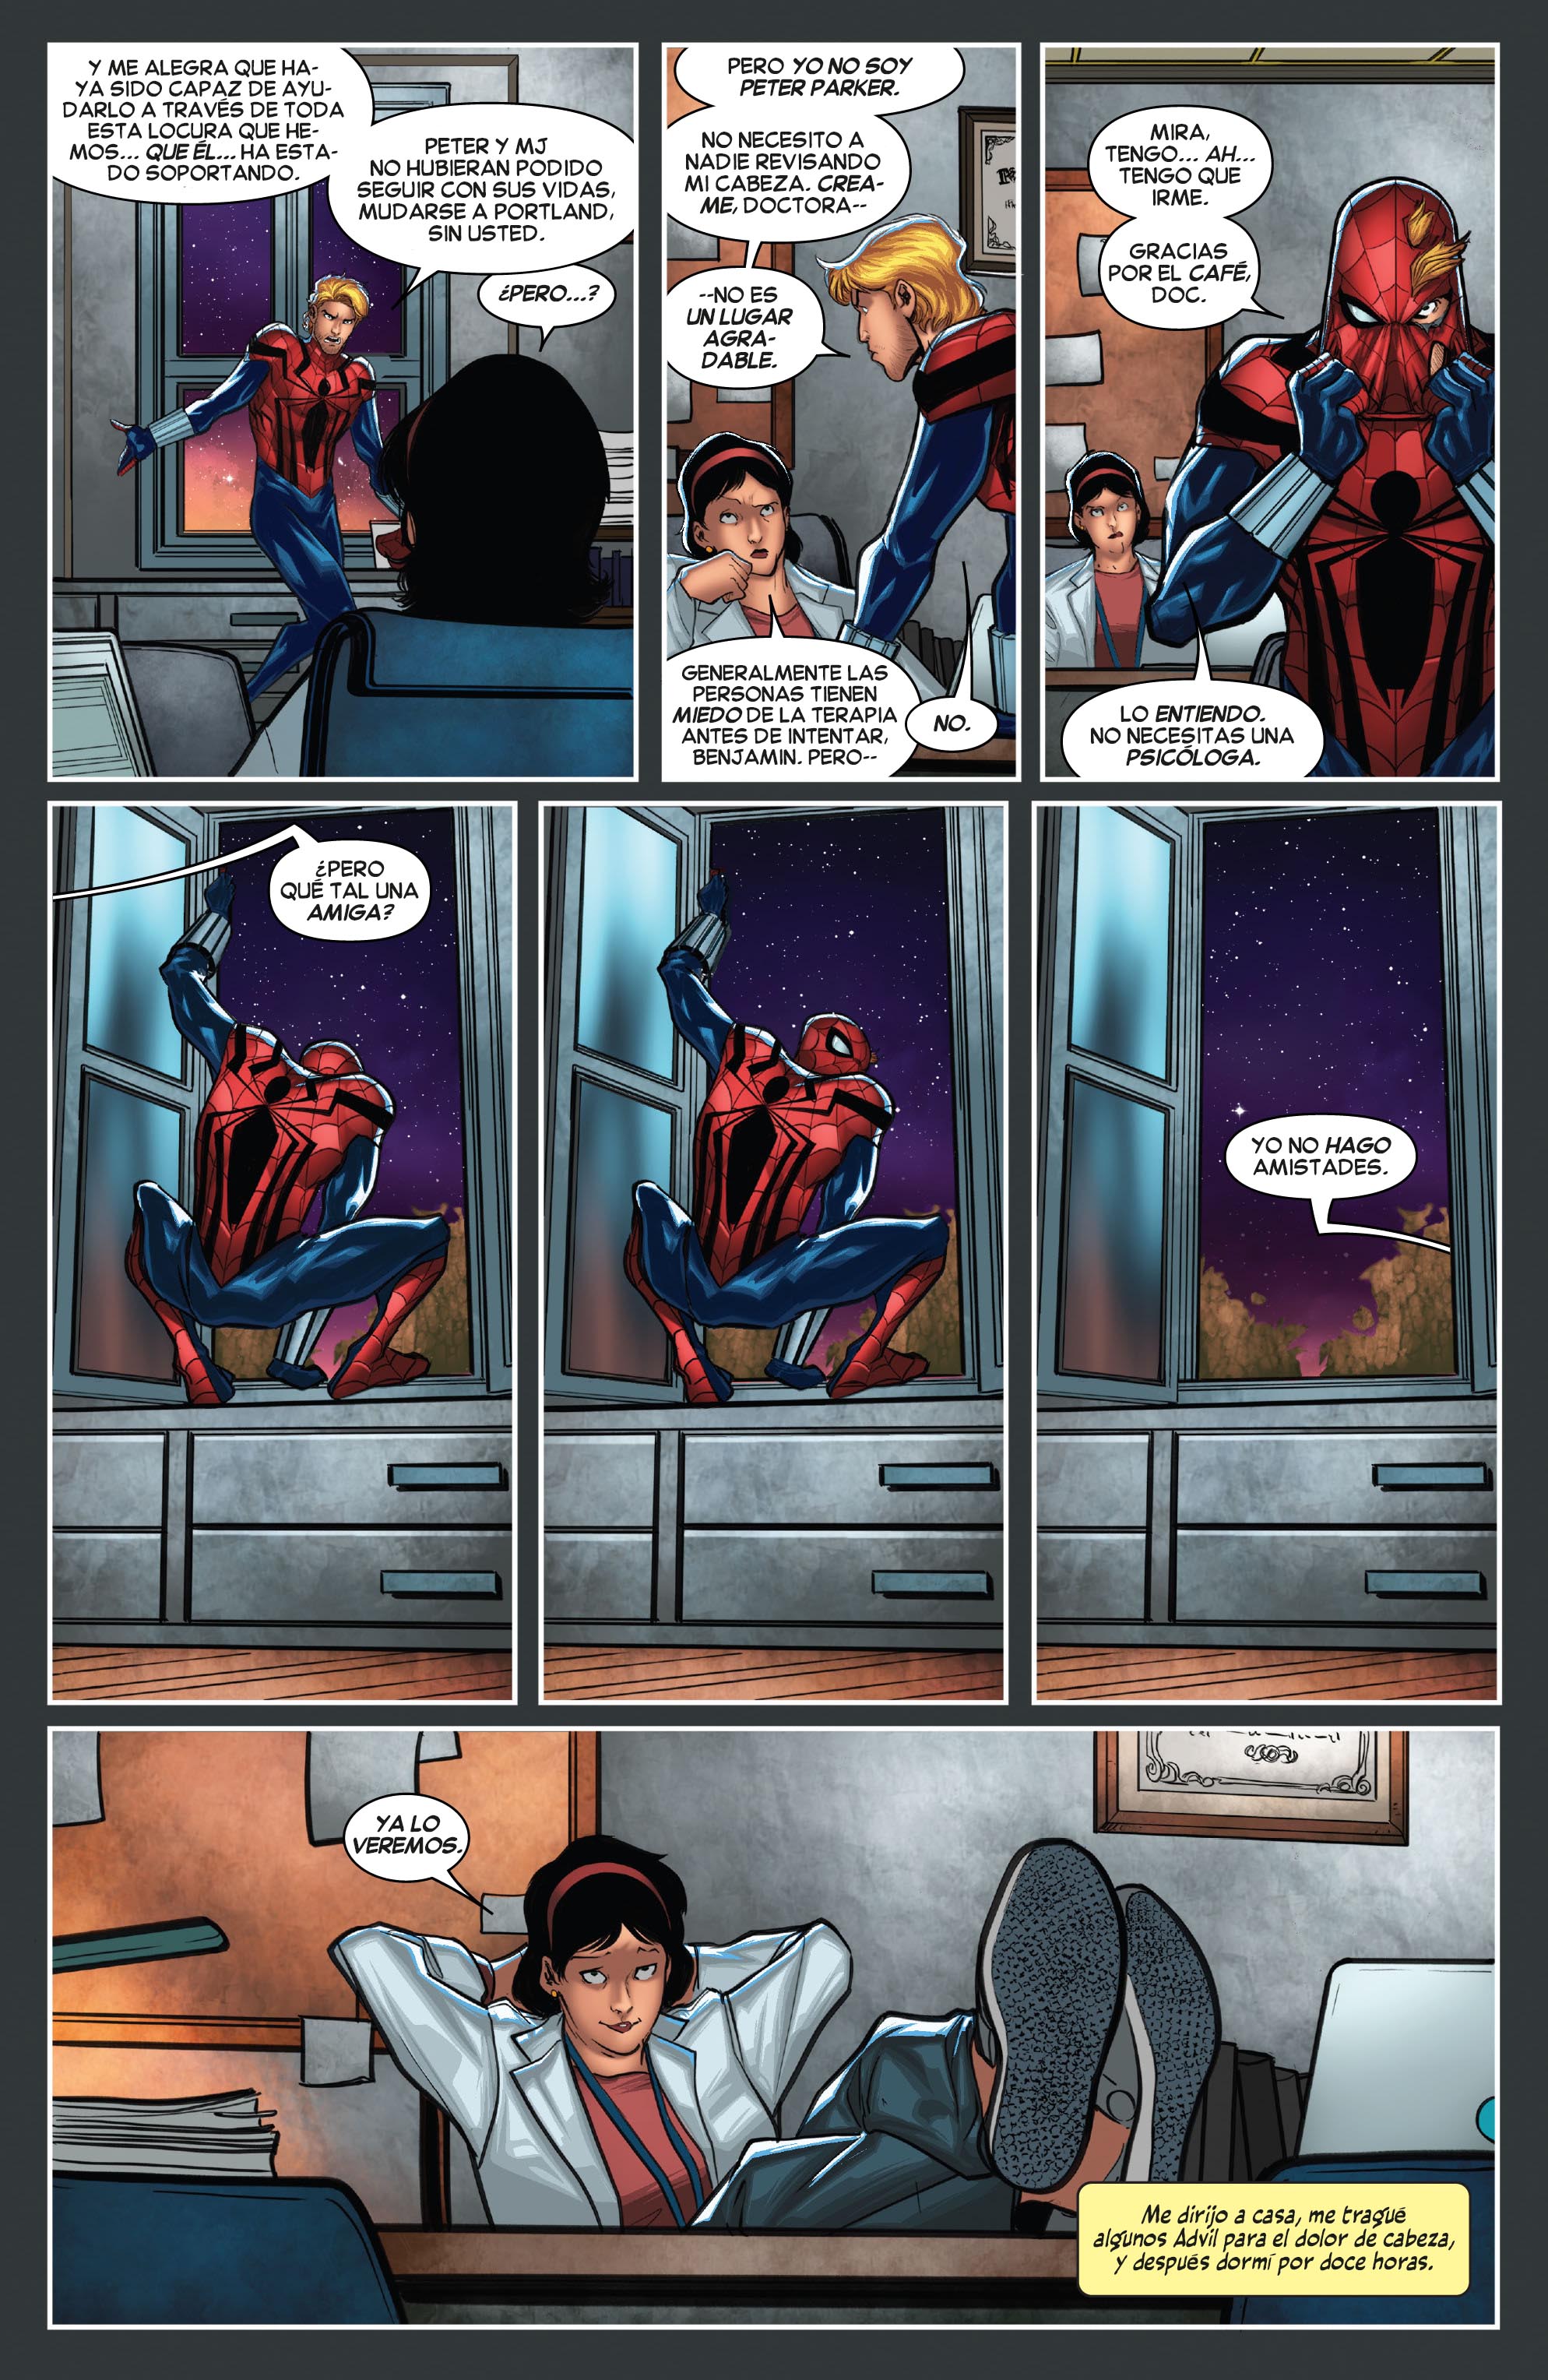 Y ME ALEGRA QUE HA-
YA SIDO CAPAZ DE AYU-
DARLO A TRAVÉS DE TODA
ESTA LOCURA QUE HE-
MOS... QUE ÉL... HA ESTA-
DO SOPORTANDO.
PETER Y MJ
NO HUBIERAN PODIDO
SEGUIR CON SUS VIDAS,
MUDARSE A PORTLAND,
SIN USTED.
¿PERO...?
PERO YO NO SOY
PETER PARKER.
NO NECESITO A
NADIE REVISANDO
MI CABEZA. CREA-
ME, DOCTORA--
--NO ES
UN LUGAR
AGRA-
DABLE.
GENERALMENTE LAS
PERSONAS TIENEN
MIEDO DE LA TERAPIA
ANTES DE INTENTAR,
BENJAMIN. PERO--
NO.
MIRA,
TENGO... AH...
TENGO QUE
IRME.
GRACIAS
POR EL CAFÉ,
DOC.
LO ENTIENDO.
NO NECESITAS UNA
PSICÓLOGA.
¿PERO
QUÉ TAL UNA
AMIGA?
YO NO HAGO
AMISTADES.
YA LO
VEREMOS.
Me dirijo a casa, me tragué
algunos Advil para el dolor de cabeza,
y después dormí por doce horas.